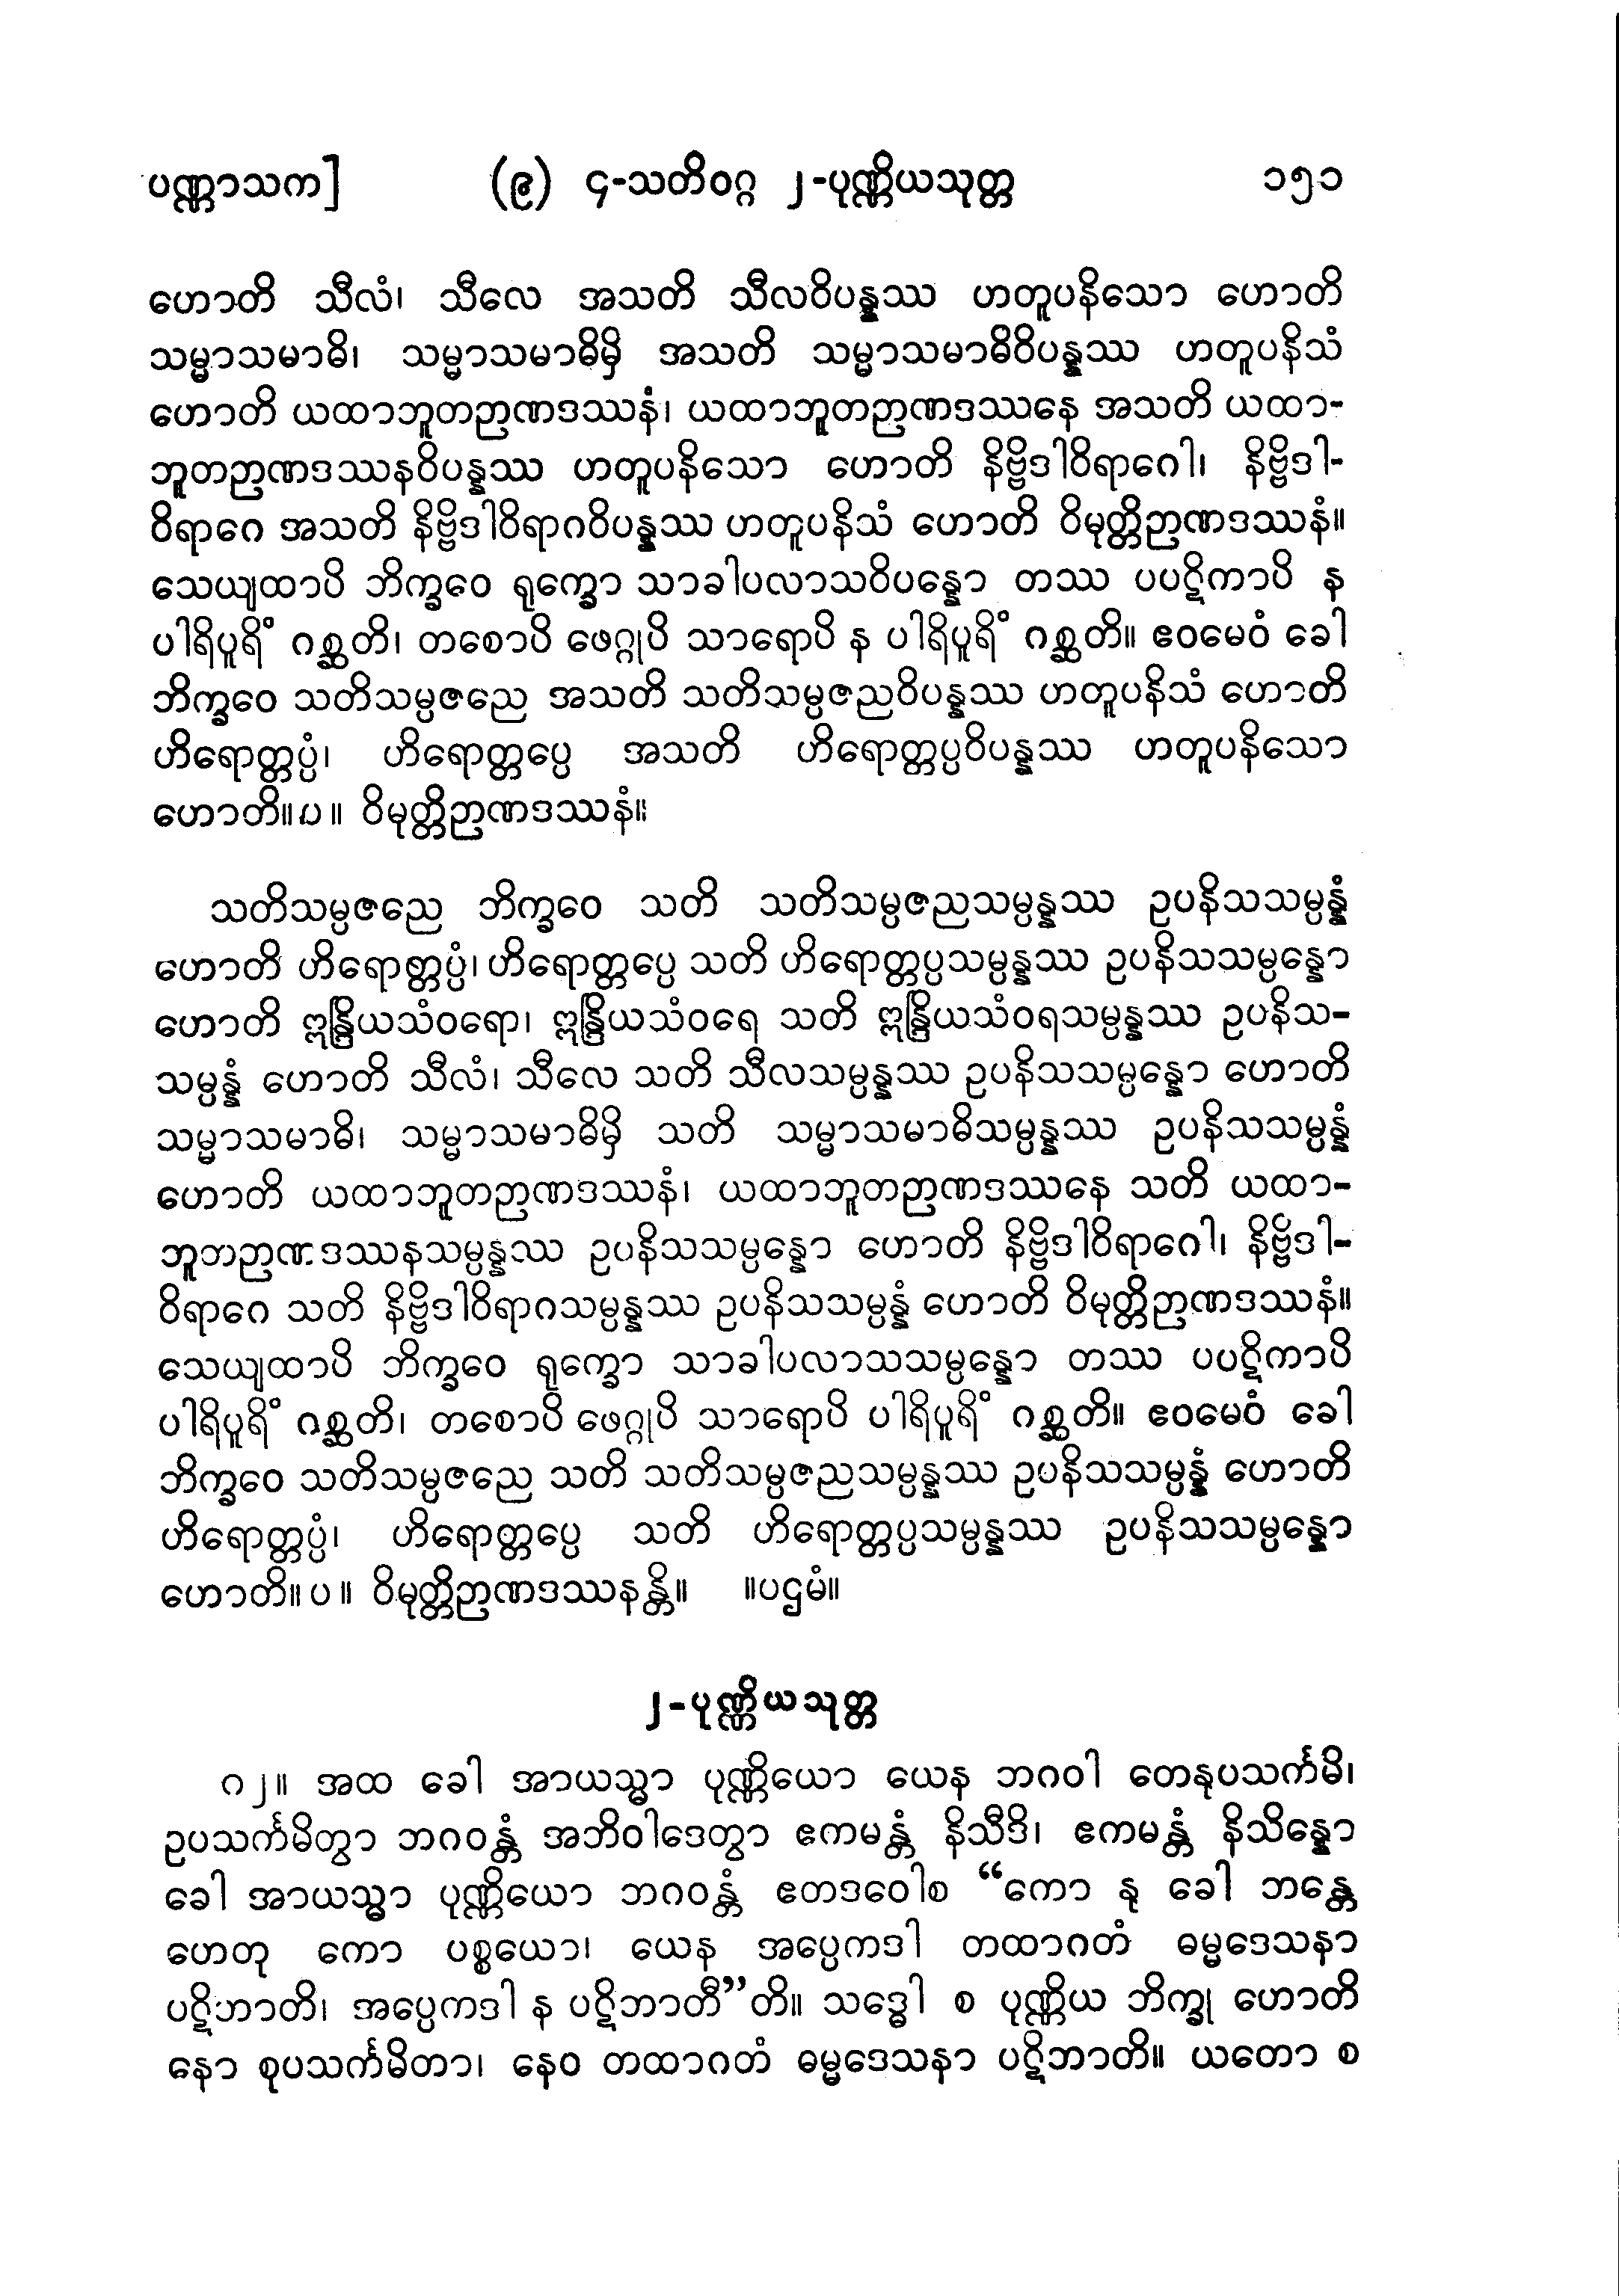 ပဏ္ဏာသက] (၉) ၄-သတိဝဂ္ဂ ၂-ပုဏ္ဏိယသုတ္တ ၁၅၁
ဟောတိ သီလံ၊ သီလေ အသတိ သီလဝိပန္နဿ ဟတူပနိသော ဟောတိ
သမ္မာသမာဓိ၊ သမ္မာသမာဓိမှိ အသတိ သမ္မာသမာဓိဝိပန္နဿ ဟတူပနိသံ
ဟောတိ ယထာဘူတဉာဏဒဿနံ၊ ယထာဘူတဉာဏဒဿနေ အသတိ ယထာ-
ဘူတဉာဏဒဿနဝိပန္နဿ ဟတူပနိသော ဟောတိ နိဗ္ဗိဒါဝိရာဂေါ၊ နိဗ္ဗိဒါ-
ဝိရာဂေ အသတိ နိဗ္ဗိဒါဝိရာဂဝိပန္နဿ ဟတူပနိသံ ဟောတိ ဝိမုတ္တိဉာဏဒဿနံ။
သေယျထာပိ ဘိက္ခဝေ ရုက္ခော သာခါပလာသဝိပန္နော တဿ ပပဋိကာပိ န
ပါရိပူရိံ ဂစ္ဆတိ၊ တစောပိ ဖေဂ္ဂုပိ သာရောပိ န ပါရိပူရိံ ဂစ္ဆတိ။ ဧဝမေဝံ ခေါ
ဘိက္ခဝေ သတိသမ္ပဇညေ အသတိ သတိသမ္ပဇညဝိပန္နဿ ဟတူပနိသံ ဟောတိ
ဟိရောတ္တပ္ပံ၊ ဟိရောတ္တပ္ပေ အသတိ ဟိရောတ္တပ္ပဝိပန္နဿ ဟတူပနိသော
ဟောတိ။ပ။ ဝိမုတ္တိဉာဏဒဿနံ။
သတိသမ္ပဇညေ ဘိက္ခဝေ သတိ သတိသမ္ပဇညသမ္ပန္နဿ ဥပနိသသမ္ပန္နံ
ဟောတိ ဟိရောတ္တပ္ပံ၊ ဟိရောတ္တပ္ပေ သတိ ဟိရောတ္တပ္ပသမ္ပန္နဿ ဥပနိသသမ္ပန္နော
ဟောတိ ဣန္ဒြိယသံဝရော၊ ဣန္ဒြိယသံဝရေ သတိ ဣန္ဒြိယသံဝရသမ္ပန္နဿ ဥပနိသ-
သမ္ပန္နံ ဟောတိ သီလံ၊ သီလေ သတိ သီလသမ္ပန္နဿ ဥပနိသသမ္ပန္နော ဟောတိ
သမ္မာသမာဓိ၊ သမ္မာသမာဓိမှိ သတိ သမ္မာသမာဓိသမ္ပန္နဿ ဥပနိသသမ္ပန္နံ
ဟောတိ ယထာဘူတဉာဏဒဿနံ၊ ယထာဘူတဉာဏဒဿနေ သတိ ယထာ-
ဘူတဉာဏဒဿနသမ္ပန္နဿ ဥပနိသသမ္ပန္နော ဟောတိ နိဗ္ဗိဒါဝိရာဂေါ၊ နိဗ္ဗိဒါ-
ဝိရာဂေ သတိ နိဗ္ဗိဒါဝိရာဂသမ္ပန္နဿ ဥပနိသသမ္ပန္နံ ဟောတိ ဝိမုတ္တိဉာဏဒဿနံ။
သေယျထာပိ ဘိက္ခဝေ ရုက္ခော သာခါပလာသသမ္ပန္နော တဿ ပပဋိကာပိ
ပါရိပူရိံ ဂစ္ဆတိ၊ တစောပိ ဖေဂ္ဂုပိ သာရောပိ ပါရိပူရိံ ဂစ္ဆတိ။ ဧဝမေဝံ ခေါ
ဘိက္ခဝေ သတိသမ္ပဇညေ သတိ သတိသမ္ပဇညသမ္ပန္နဿ ဥပနိသသမ္ပန္နံ ဟောတိ
ဟိရောတ္တပ္ပံ၊ ဟိရောတ္တပ္ပေ သတိ ဟိရောတ္တပ္ပသမ္ပန္နဿ ဥပနိသသမ္ပန္နော
ဟောတိ။ပ။ ဝိမုတ္တိဉာဏဒဿနန္တိ။ ။ပဌမံ။
၂-ပုဏ္ဏိယသုတ္တ
၈၂။ အထ ခေါ အာယသ္မာ ပုဏ္ဏိယော ယေန ဘဂဝါ တေနုပသင်္ကမိ၊
ဥပသင်္ကမိတွာ ဘဂဝန္တံ အဘိဝါဒေတွာ ဧကမန္တံ နိသီဒိ၊ ဧကမန္တံ နိသိန္နော
ခေါ အာယသ္မာ ပုဏ္ဏိယော ဘဂဝန္တံ ဧတဒဝေါစ “ကော နု ခေါ ဘန္တေ
ဟေတု ကော ပစ္စယော၊ ယေန အပ္ပေကဒါ တထာဂတံ ဓမ္မဒေသနာ
ပဋိဘာတိ၊ အပ္ပေကဒါ န ပဋိဘာတီ”တိ။ သဒ္ဓေါ စ ပုဏ္ဏိယ ဘိက္ခု ဟောတိ
နော စုပသင်္ကမိတာ၊ နေဝ တထာဂတံ ဓမ္မဒေသနာ ပဋိဘာတိ။ ယတော စ